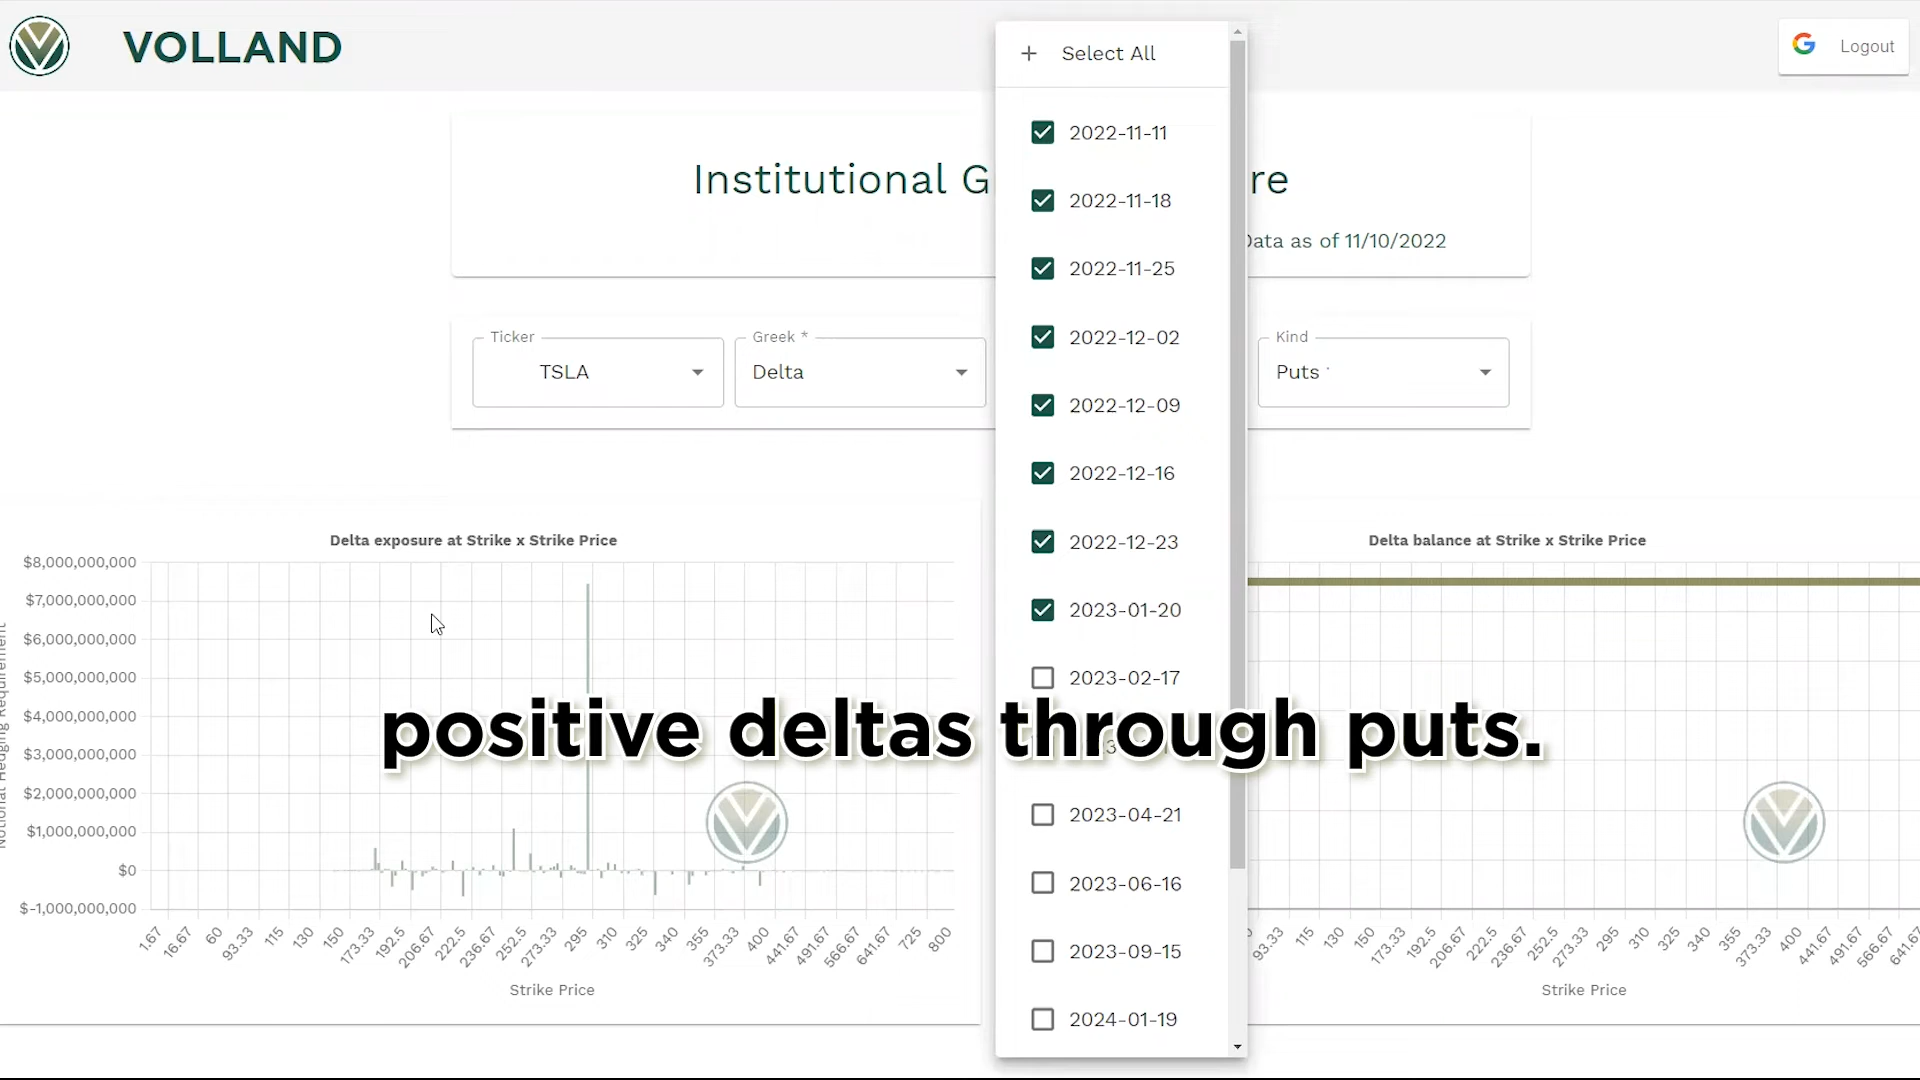 VOLLAND
Logout
Select All
2022-11-11
2022-11-18
2022-11-25
2022-12-02
2022-12-09
2022-12-16
2022-12-23
2023-01-20
2023-02-17
2023-04-21
2023-06-16
2023-09-15
2024-01-19
Institutional G
re
Data as of 11/10/2022
Ticker
TSLA
Greek *
Delta
Kind
Puts
positive deltas through puts.
Delta exposure at Strike x Strike Price
$8,000,000,000
$7,000,000,000
$6,000,000,000
$5,000,000,000
$4,000,000,000
$3,000,000,000
$2,000,000,000
$1,000,000,000
$0
$-1,000,000,000
Notional Hedging Requirement
1.67 16.67 60 93.33 115 130 150 173.33 192.5 206.67 222.5 236.67 252.5 273.33 295 310 325 340 355 373.33 400 441.67 491.67 566.67 641.67 725 800
Strike Price
Delta balance at Strike x Strike Price
93.33 115 130 150 173.33 192.5 206.67 222.5 236.67 252.5 273.33 295 310 325 340 355 373.33 400 441.67 491.67 566.67 641.67
Strike Price